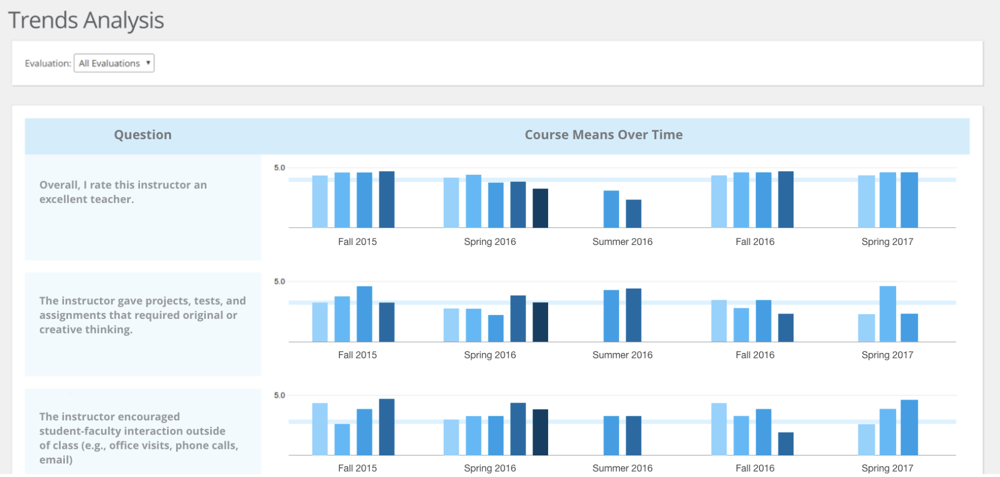 Trends Analysis
Evaluation: All Evaluations
Question
Course Means Over Time
Overall, I rate this instructor an
excellent teacher.
5.0
Fall 2015
Spring 2016
Summer 2016
Fall 2016
Spring 2017
The instructor gave projects, tests, and
assignments that required original or
creative thinking.
5.0
Fall 2015
Spring 2016
Summer 2016
Fall 2016
Spring 2017
The instructor encouraged
student-faculty interaction outside
of class (e.g., office visits, phone calls,
email)
5.0
Fall 2015
Spring 2016
Summer 2016
Fall 2016
Spring 2017